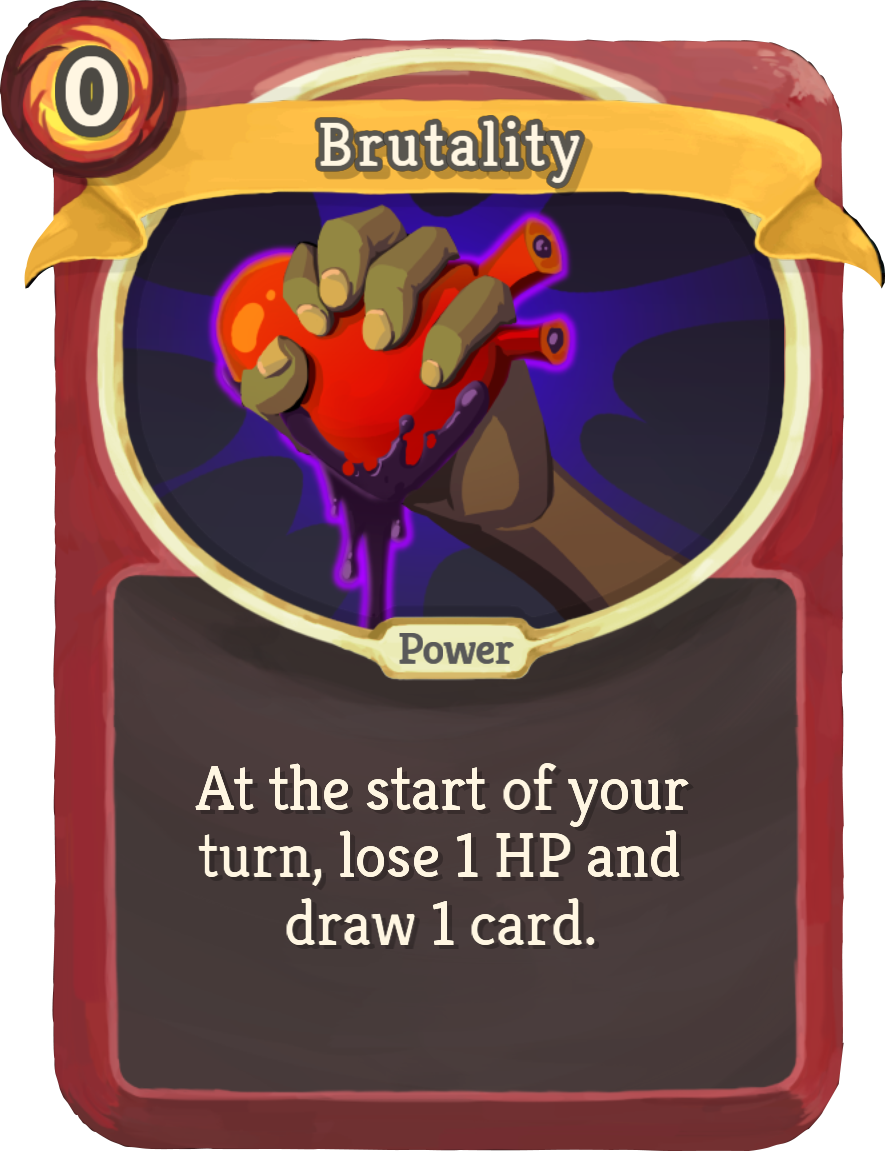 0
Brutality
Power
At the start of your
turn, lose 1 HP and
draw 1 card.